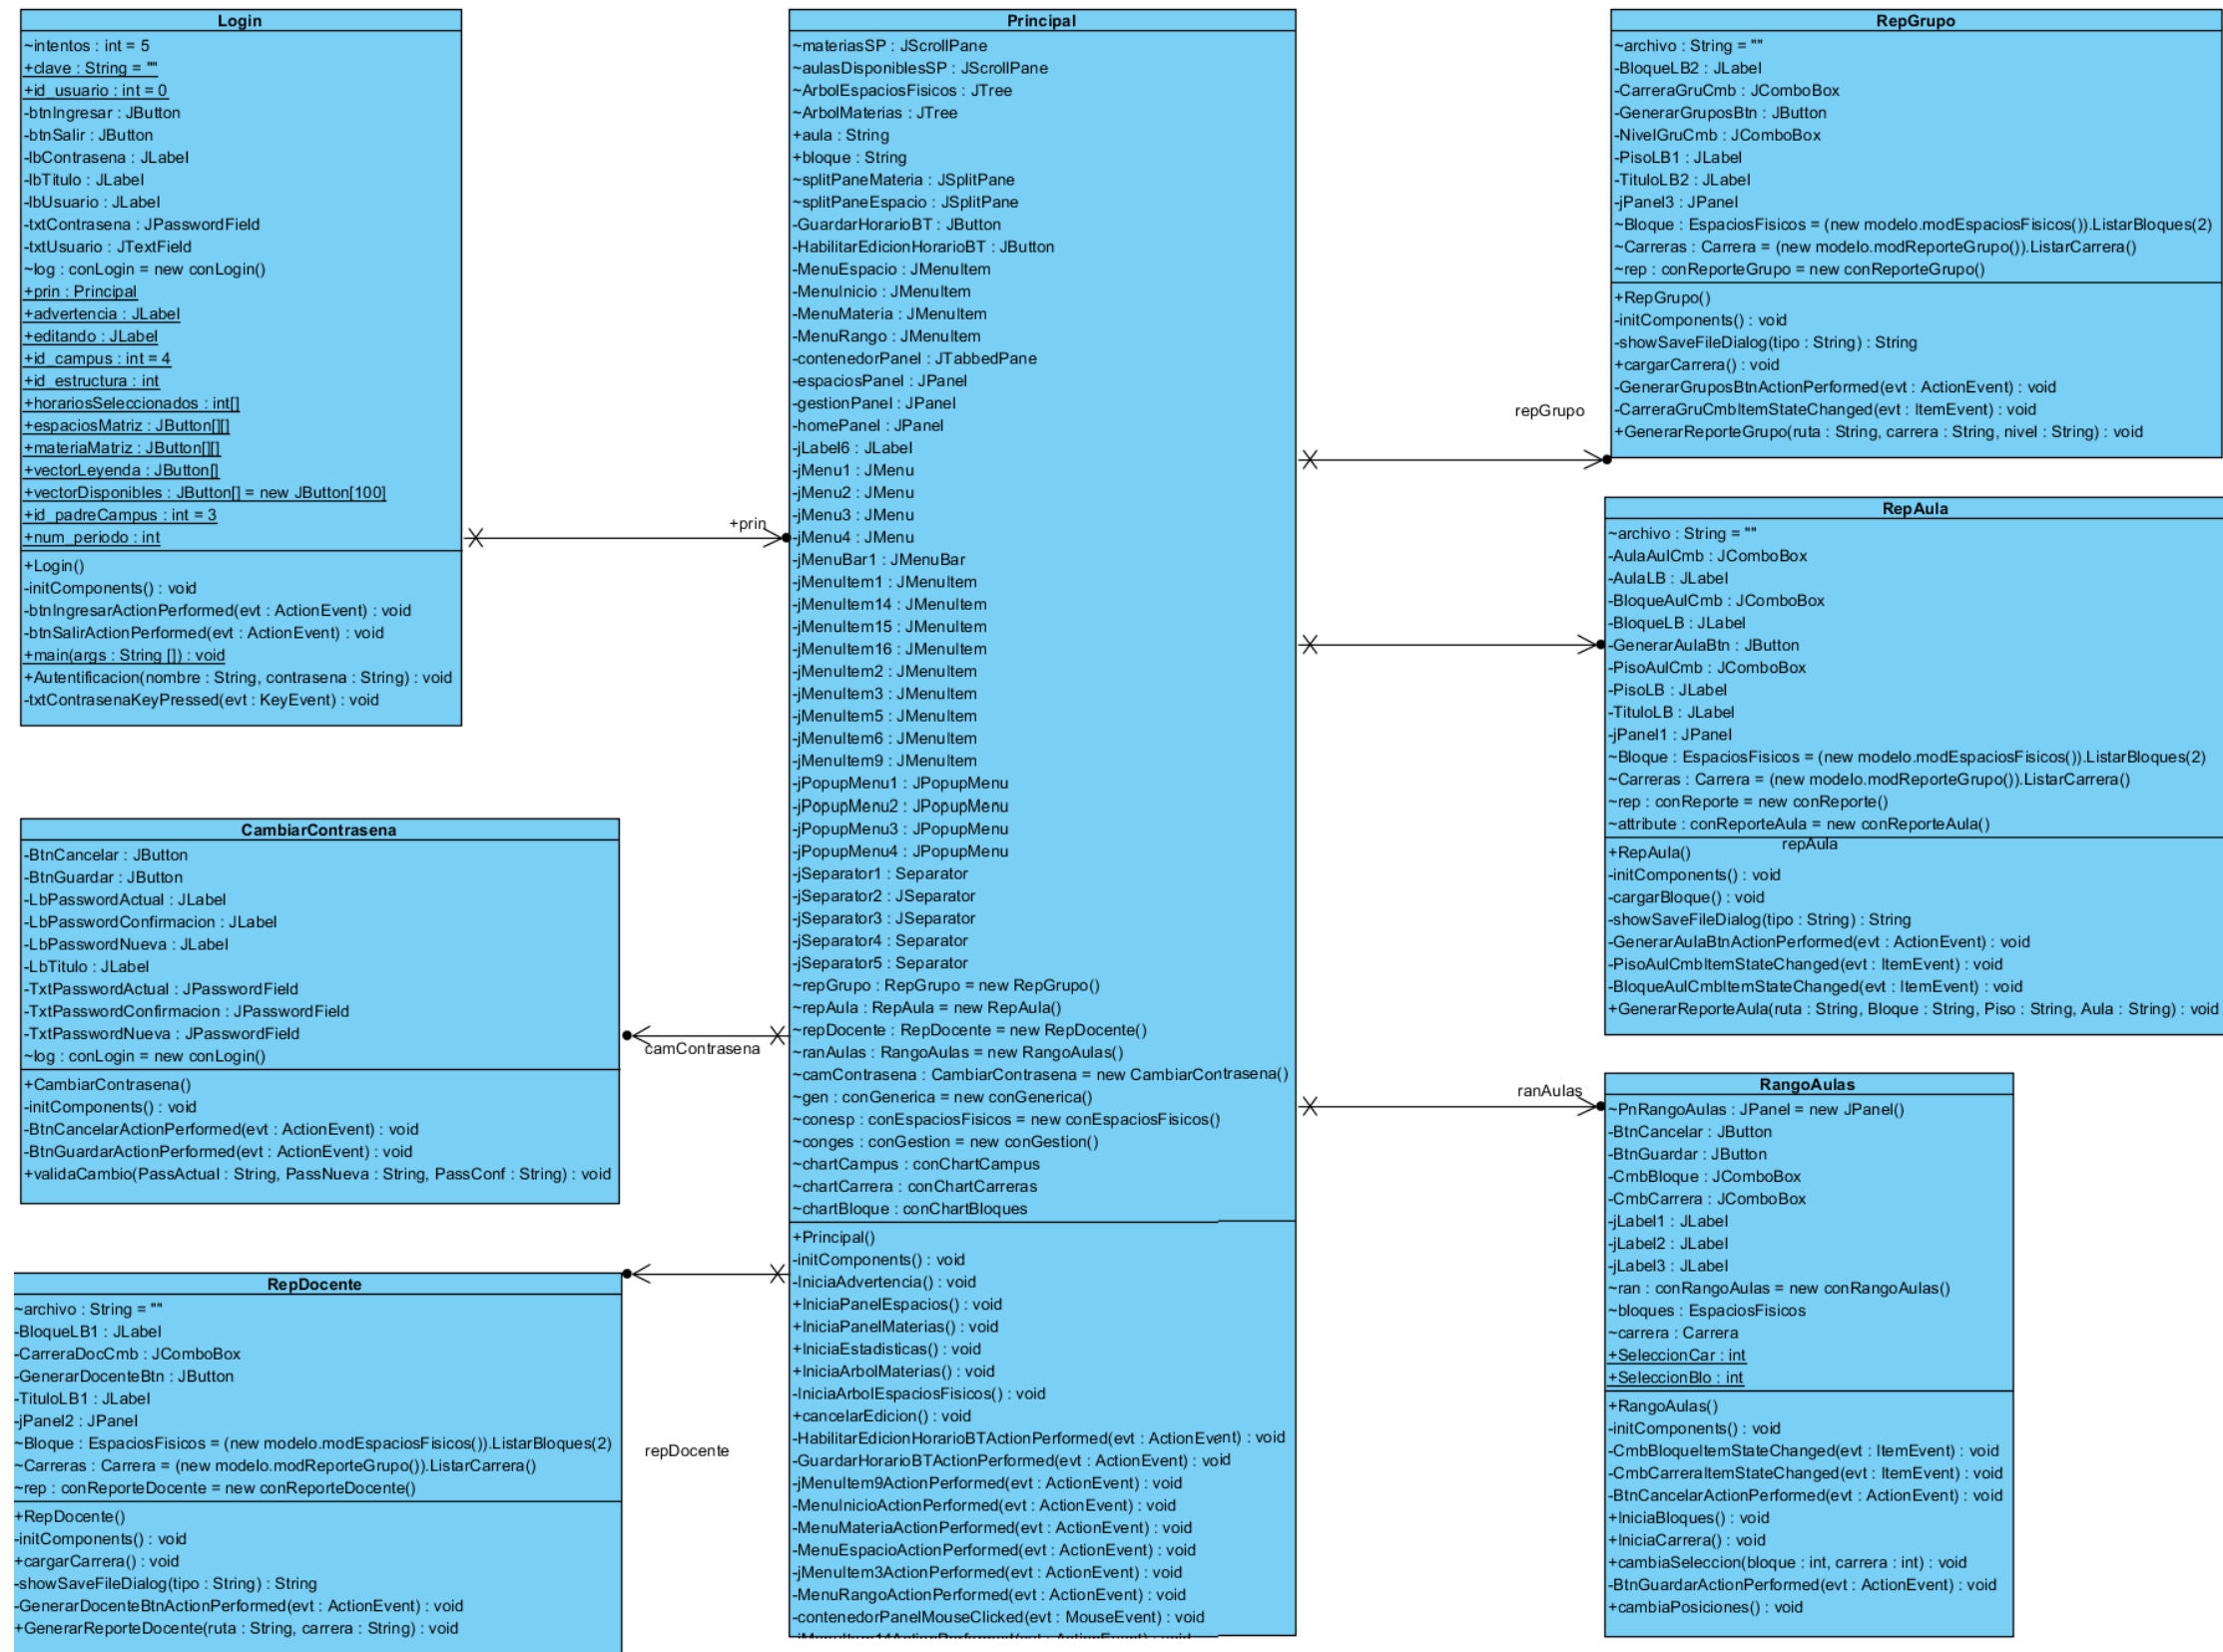 Login
~intentos : int = 5
+clave : String = ""
+id_usuario : int = 0
-btnIngresar : JButton
-btnSalir : JButton
-lbContrasena : JLabel
-lbTitulo : JLabel
-lbUsuario : JLabel
-txtContrasena : JPasswordField
-txtUsuario : JTextField
~log : conLogin = new conLogin()
+prin : Principal
+advertencia : JLabel
+editando : JLabel
+id_campus : int = 4
+id_estructura : int
+horariosSeleccionados : int[]
+espaciosMatriz : JButton[][]
+materiaMatriz : JButton[][]
+vectorLeyenda : JButton[]
+vectorDisponibles : JButton[] = new JButton[100]
+id_padreCampus : int = 3
+num_periodo : int
+Login()
-initComponents() : void
-btnIngresarActionPerformed(evt : ActionEvent) : void
-btnSalirActionPerformed(evt : ActionEvent) : void
+main(args : String []) : void
+Autentificacion(nombre : String, contrasena : String) : void
-txtContrasenaKeyPressed(evt : KeyEvent) : void
+prin
CambiarContrasena
-BtnCancelar : JButton
-BtnGuardar : JButton
-LbPasswordActual : JLabel
-LbPasswordConfirmacion : JLabel
-LbPasswordNueva : JLabel
-LbTitulo : JLabel
-TxtPasswordActual : JPasswordField
-TxtPasswordConfirmacion : JPasswordField
-TxtPasswordNueva : JPasswordField
~log : conLogin = new conLogin()
+CambiarContrasena()
-initComponents() : void
-BtnCancelarActionPerformed(evt : ActionEvent) : void
-BtnGuardarActionPerformed(evt : ActionEvent) : void
+validaCambio(PassActual : String, PassNueva : String, PassConf : String) : void
camContrasena
RepDocente
~archivo : String = ""
-BloqueLB1 : JLabel
-CarreraDocCmb : JComboBox
-GenerarDocenteBtn : JButton
-TituloLB1 : JLabel
-jPanel2 : JPanel
~Bloque : EspaciosFisicos = (new modelo.modEspaciosFisicos()).ListarBloques(2)
~Carreras : Carrera = (new modelo.modReporteGrupo()).ListarCarrera()
~rep : conReporteDocente = new conReporteDocente()
+RepDocente()
-initComponents() : void
+cargarCarrera() : void
-showSaveFileDialog(tipo : String) : String
-GenerarDocenteBtnActionPerformed(evt : ActionEvent) : void
+GenerarReporteDocente(ruta : String, carrera : String) : void
repDocente
Principal
~materiasSP : JScrollPane
~aulasDisponiblesSP : JScrollPane
~ArbolEspaciosFisicos : JTree
~ArbolMaterias : JTree
+aula : String
+bloque : String
~splitPaneMateria : JSplitPane
~splitPaneEspacio : JSplitPane
-GuardarHorarioBT : JButton
-HabilitarEdicionHorarioBT : JButton
-MenuEspacio : JMenuItem
-MenuInicio : JMenuItem
-MenuMateria : JMenuItem
-MenuRango : JMenuItem
-contenedorPanel : JTabbedPane
-espaciosPanel : JPanel
-gestionPanel : JPanel
-homePanel : JPanel
-jLabel6 : JLabel
-jMenu1 : JMenu
-jMenu2 : JMenu
-jMenu3 : JMenu
-jMenu4 : JMenu
-jMenuBar1 : JMenuBar
-jMenuItem1 : JMenuItem
-jMenuItem14 : JMenuItem
-jMenuItem15 : JMenuItem
-jMenuItem16 : JMenuItem
-jMenuItem2 : JMenuItem
-jMenuItem3 : JMenuItem
-jMenuItem5 : JMenuItem
-jMenuItem6 : JMenuItem
-jMenuItem9 : JMenuItem
-jPopupMenu1 : JPopupMenu
-jPopupMenu2 : JPopupMenu
-jPopupMenu3 : JPopupMenu
-jPopupMenu4 : JPopupMenu
-jSeparator1 : Separator
-jSeparator2 : JSeparator
-jSeparator3 : JSeparator
-jSeparator4 : Separator
-jSeparator5 : Separator
~repGrupo : RepGrupo = new RepGrupo()
~repAula : RepAula = new RepAula()
~repDocente : RepDocente = new RepDocente()
~ranAulas : RangoAulas = new RangoAulas()
~camContrasena : CambiarContrasena = new CambiarContrasena()
~gen : conGenerica = new conGenerica()
~conesp : conEspaciosFisicos = new conEspaciosFisicos()
~conges : conGestion = new conGestion()
~chartCampus : conChartCampus
~chartCarrera : conChartCarreras
~chartBloque : conChartBloques
+Principal()
-initComponents() : void
-IniciaAdvertencia() : void
+IniciaPanelEspacios() : void
+IniciaPanelMaterias() : void
+IniciaEstadisticas() : void
+IniciaArbolMaterias() : void
-IniciaArbolEspaciosFisicos() : void
+cancelarEdicion() : void
-HabilitarEdicionHorarioBTActionPerformed(evt : ActionEvent) : void
-GuardarHorarioBTActionPerformed(evt : ActionEvent) : void
-jMenuItem9ActionPerformed(evt : ActionEvent) : void
-MenuInicioActionPerformed(evt : ActionEvent) : void
-MenuMateriaActionPerformed(evt : ActionEvent) : void
-MenuEspacioActionPerformed(evt : ActionEvent) : void
-jMenuItem3ActionPerformed(evt : ActionEvent) : void
-MenuRangoActionPerformed(evt : ActionEvent) : void
-contenedorPanelMouseClicked(evt : MouseEvent) : void
repGrupo
RepGrupo
~archivo : String = ""
-BloqueLB2 : JLabel
-CarreraGruCmb : JComboBox
-GenerarGruposBtn : JButton
-NivelGruCmb : JComboBox
-PisoLB1 : JLabel
-TituloLB2 : JLabel
-jPanel3 : JPanel
~Bloque : EspaciosFisicos = (new modelo.modEspaciosFisicos()).ListarBloques(2)
~Carreras : Carrera = (new modelo.modReporteGrupo()).ListarCarrera()
~rep : conReporteGrupo = new conReporteGrupo()
+RepGrupo()
-initComponents() : void
-showSaveFileDialog(tipo : String) : String
+cargarCarrera() : void
-GenerarGruposBtnActionPerformed(evt : ActionEvent) : void
-CarreraGruCmbItemStateChanged(evt : ItemEvent) : void
+GenerarReporteGrupo(ruta : String, carrera : String, nivel : String) : void
RepAula
~archivo : String = ""
-AulaAulCmb : JComboBox
-AulaLB : JLabel
-BloqueAulCmb : JComboBox
-BloqueLB : JLabel
-GenerarAulaBtn : JButton
-PisoAulCmb : JComboBox
-PisoLB : JLabel
-TituloLB : JLabel
-jPanel1 : JPanel
~Bloque : EspaciosFisicos = (new modelo.modEspaciosFisicos()).ListarBloques(2)
~Carreras : Carrera = (new modelo.modReporteGrupo()).ListarCarrera()
~rep : conReporte = new conReporte()
~attribute : conReporteAula = new conReporteAula()
repAula
+RepAula()
-initComponents() : void
-cargarBloque() : void
-showSaveFileDialog(tipo : String) : String
-GenerarAulaBtnActionPerformed(evt : ActionEvent) : void
-PisoAulCmbItemStateChanged(evt : ItemEvent) : void
-BloqueAulCmbItemStateChanged(evt : ItemEvent) : void
+GenerarReporteAula(ruta : String, Bloque : String, Piso : String, Aula : String) : void
ranAulas
RangoAulas
~PnRangoAulas : JPanel = new JPanel()
-BtnCancelar : JButton
-BtnGuardar : JButton
-CmbBloque : JComboBox
-CmbCarrera : JComboBox
-jLabel1 : JLabel
-jLabel2 : JLabel
-jLabel3 : JLabel
~ran : conRangoAulas = new conRangoAulas()
~bloques : EspaciosFisicos
~carrera : Carrera
+SeleccionCar : int
+SeleccionBlo : int
+RangoAulas()
-initComponents() : void
-CmbBloqueItemStateChanged(evt : ItemEvent) : void
-CmbCarreraItemStateChanged(evt : ItemEvent) : void
-BtnCancelarActionPerformed(evt : ActionEvent) : void
+IniciaBloques() : void
+IniciaCarrera() : void
+cambiaSeleccion(bloque : int, carrera : int) : void
-BtnGuardarActionPerformed(evt : ActionEvent) : void
+cambiaPosiciones() : void